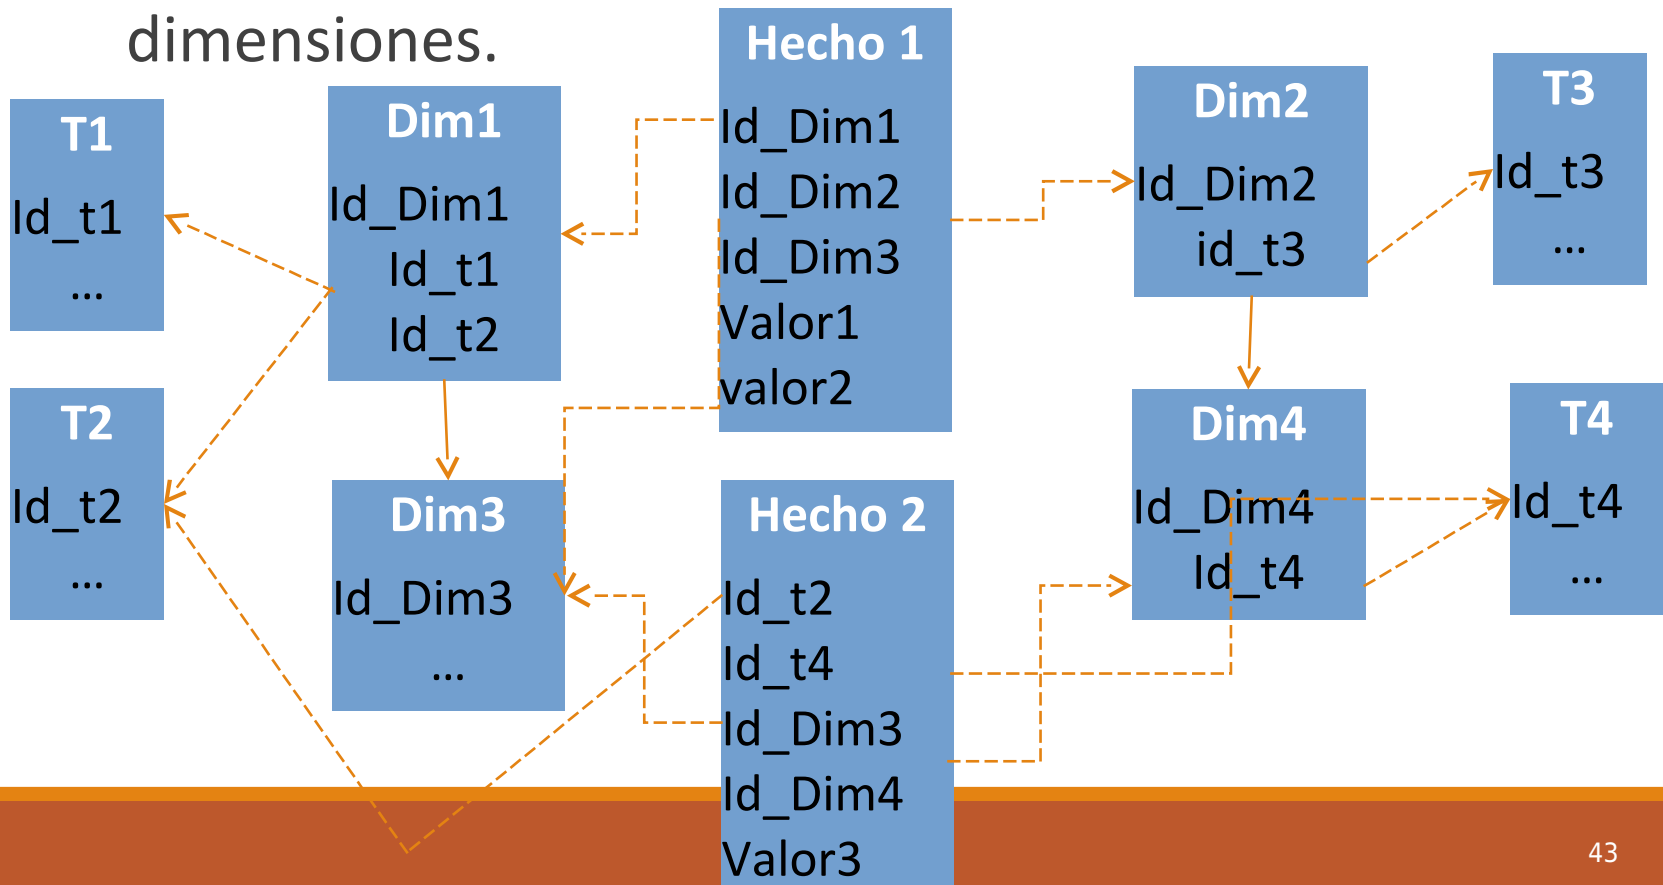 dimensiones.
T1
Id_t1
...
T2
Id_t2
...
Dim1
Id_Dim1
Id_t1
Id_t2
Dim3
Id_Dim3
...
Hecho 1
Id_Dim1
Id_Dim2
Id_Dim3
Valor1
valor2
Hecho 2
Id_t2
Id_t4
Id_Dim3
Id_Dim4
Valor3
Dim2
Id_Dim2
id_t3
Dim4
Id_Dim4
Id_t4
T3
Id_t3
...
T4
Id_t4
...
43